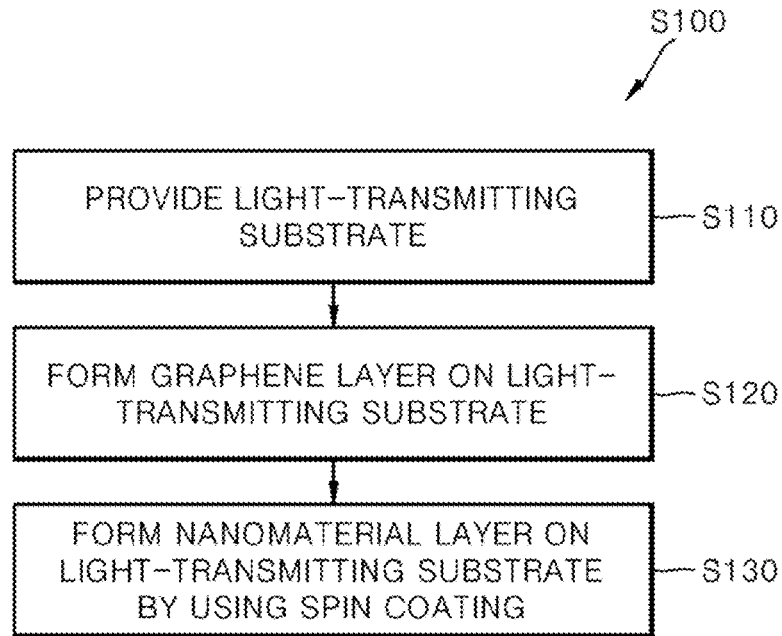 S100
PROVIDE LIGHT-TRANSMITTING
SUBSTRATE
S110
FORM GRAPHENE LAYER ON LIGHT-
TRANSMITTING SUBSTRATE
S120
FORM NANOMATERIAL LAYER ON
LIGHT-TRANSMITTING SUBSTRATE
BY USING SPIN COATING
S130